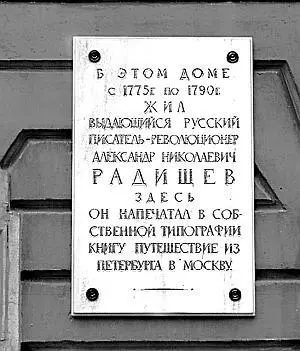 В ЭТОМ ДОМЕ
С 1775Г ПО 1790Г.
ЖИЛ
ВЫДАЮЩИЙСЯ РУССКИЙ
ПИСАТЕЛЬ-РЕВОЛЮЦИОНЕР
АЛЕКСАНДР НИКОЛАЕВИЧ
РАДИЩЕВ
ЗДЕСЬ
ОН НАПЕЧАТАЛ В СОБ-
СТВЕННОЙ ТИПОГРАФИИ
КНИГУ ПУТЕШЕСТВИЕ ИЗ
ПЕТЕРБУРГА В МОСКВУ.